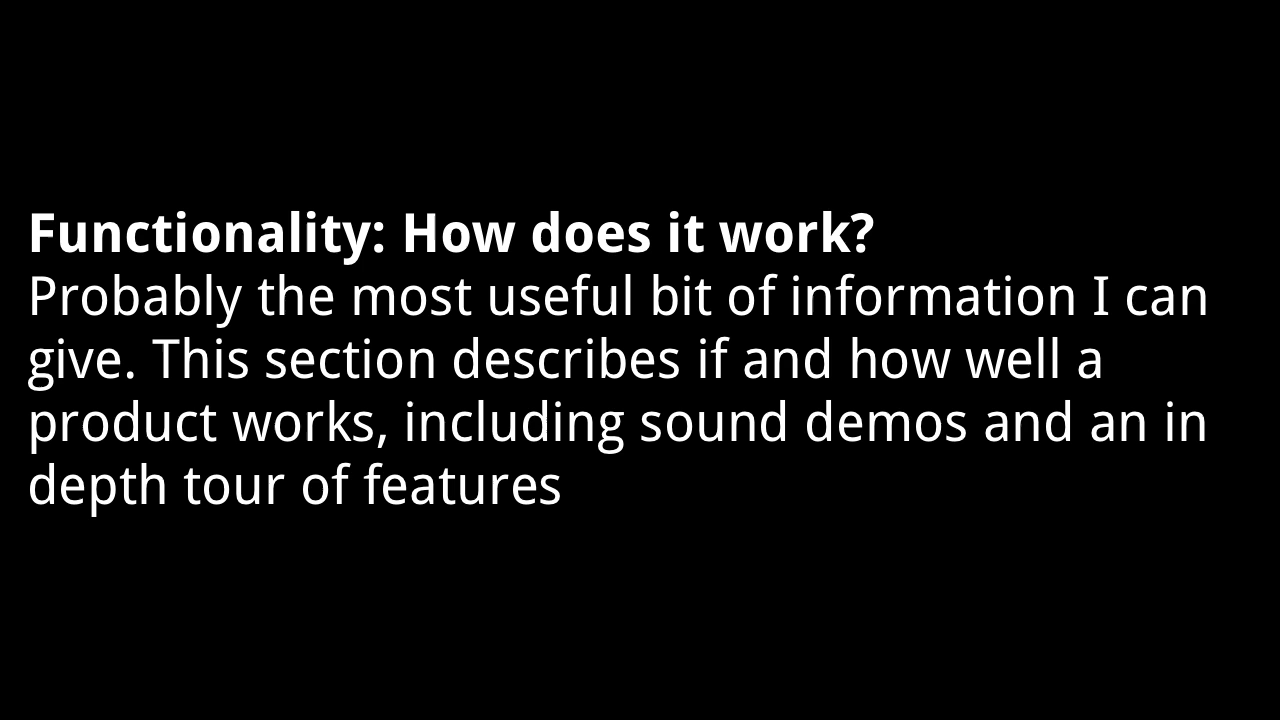 Functionality: How does it work?
Probably the most useful bit of information I can
give. This section describes if and how well a
product works, including sound demos and an in
depth tour of features